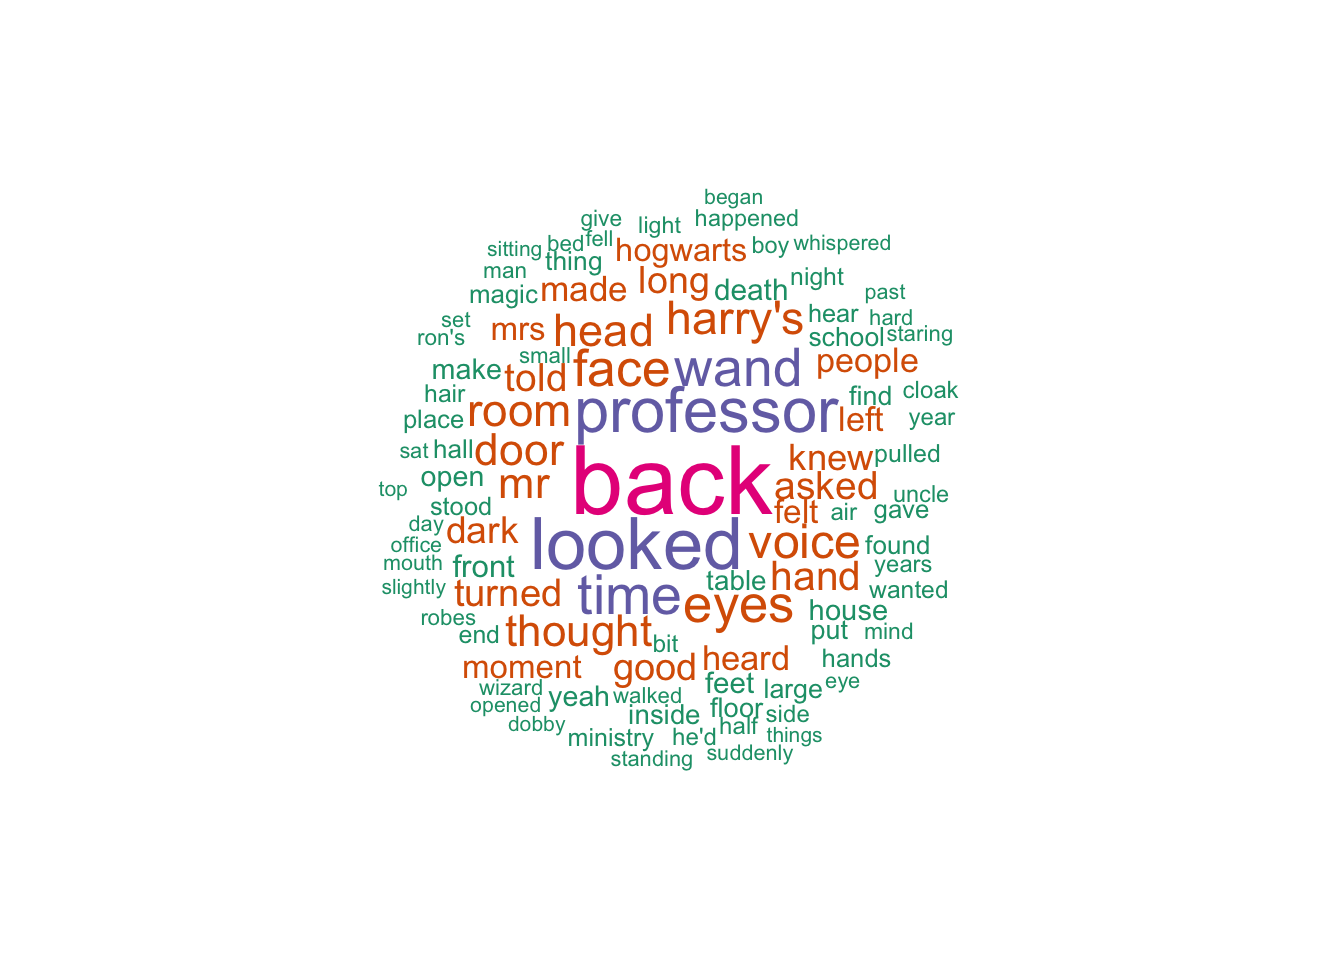 began
give light happened
sitting bed fell hogwarts boy whispered
man thing long death night
magic made past
set mrs head harry's hear hard
ron's school staring
small face wand people
make told
hair room professor left find cloak
place year
sat hall door back knew pulled
open mr asked uncle
top stood felt air gave
day dark looked voice found
office
mouth front time table hand years
slightly turned eyes wanted
robes house
end thought bit put mind
moment good heard hands
wizard yeah walked feet large eye
opened inside floor side
dobby ministry he'd half things
standing suddenly